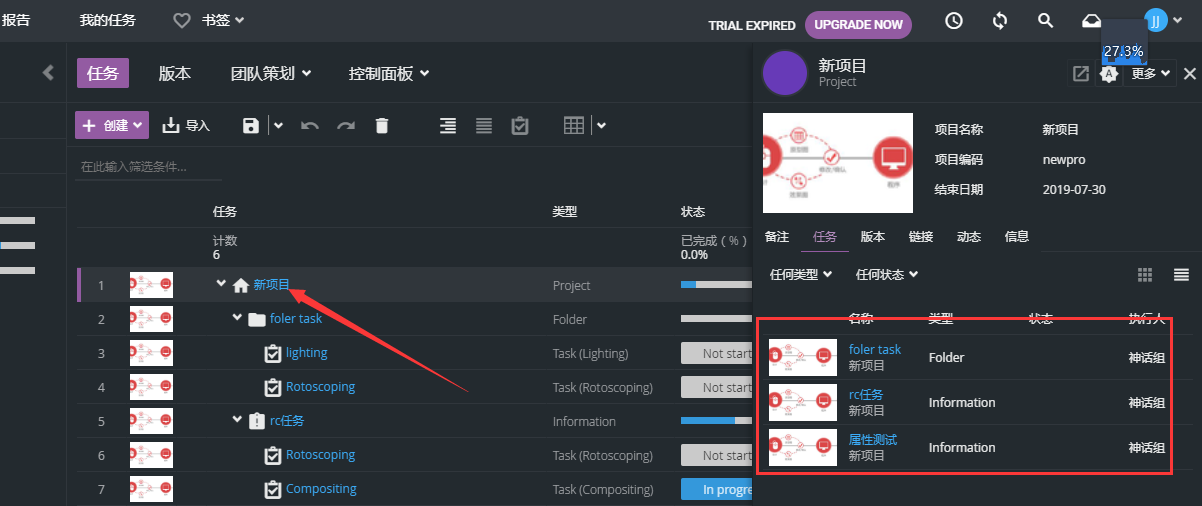 报告 我的任务 书签 TRIAL EXPIRED UPGRADE NOW JJ
27.3%
任务 版本 团队策划 控制面板
新项目
Project
A 更多
创建 导入
在此输入筛选条件...
项目名称 新项目
项目编码 newpro
结束日期 2019-07-30
任务 类型 状态
计数 已完成（%）
6 0.0%
1 新项目 Project
2 foler task Folder
3 lighting Task (Lighting) Not start
4 Rotoscoping Task (Rotoscoping) Not start
5 rc任务 Information
6 Rotoscoping Task (Rotoscoping) Not start
7 Compositing Task (Compositing) In progre
备注 任务 版本 链接 动态 信息
任何类型 任何状态
名称 类型 状态 执行人
foler task Folder 神话组
新项目
rc任务 Information 神话组
新项目
属性测试 Information 神话组
新项目